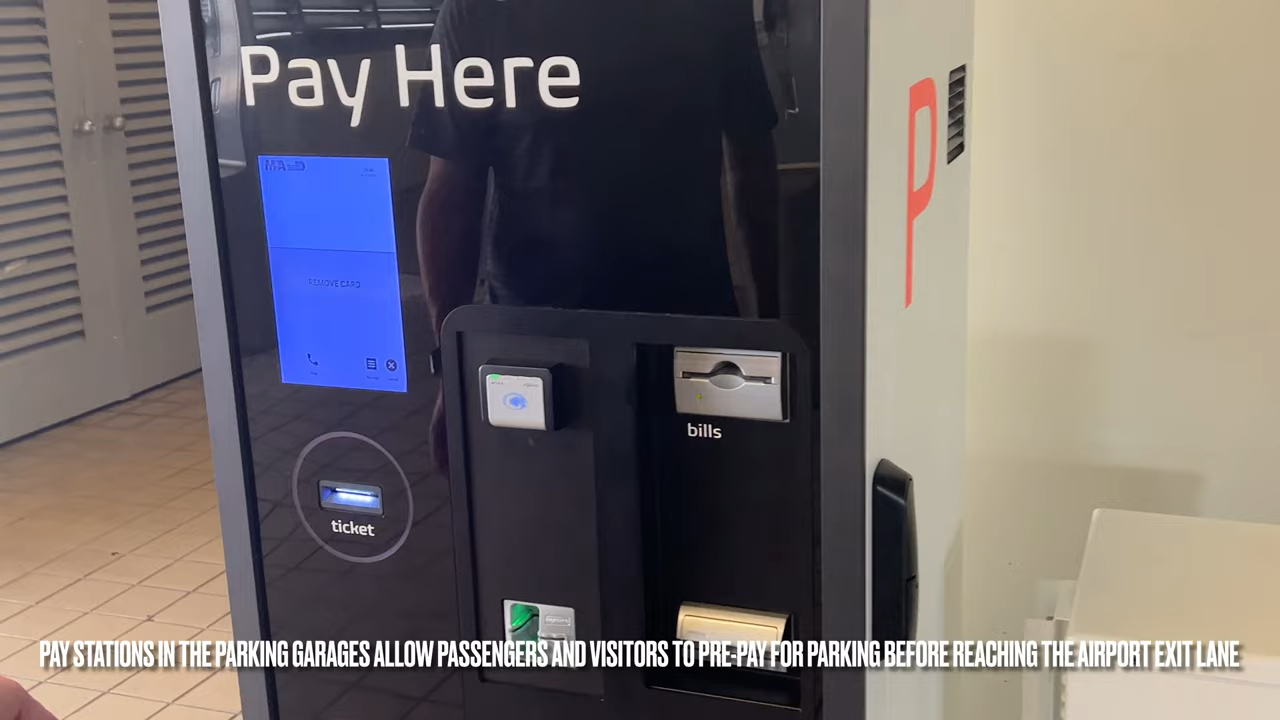 Pay Here
REMOVE CARD
bills
P
ticket
PAY STATIONS IN THE PARKING GARAGES ALLOW PASSENGERS AND VISITORS TO PRE-PAY FOR PARKING BEFORE REACHING THE AIRPORT EXIT LANE